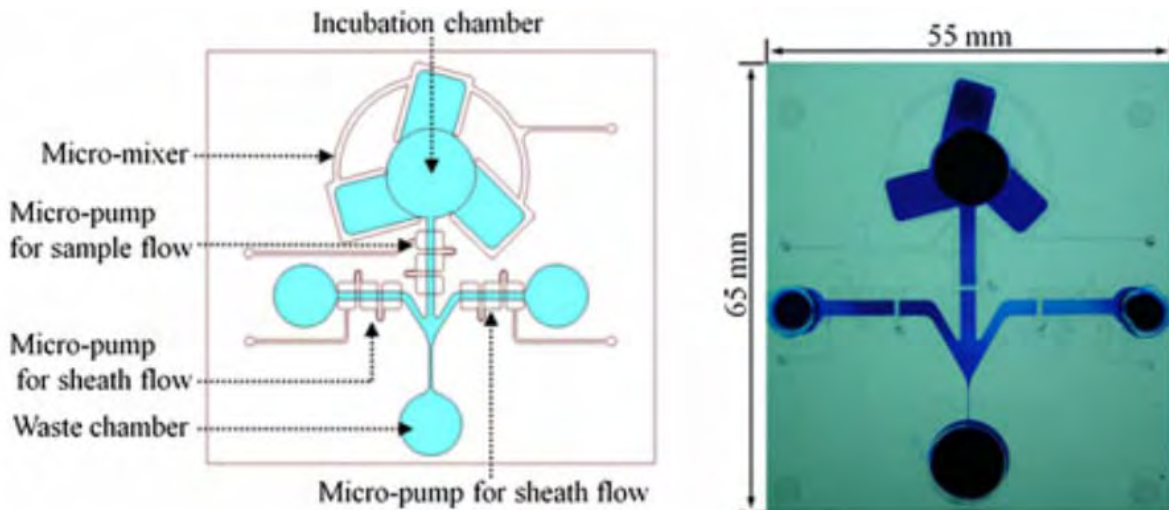 Incubation chamber
Micro-mixer
Micro-pump
for sample flow
Micro-pump
for sheath flow
Waste chamber
Micro-pump for sheath flow
55 mm
65 mm